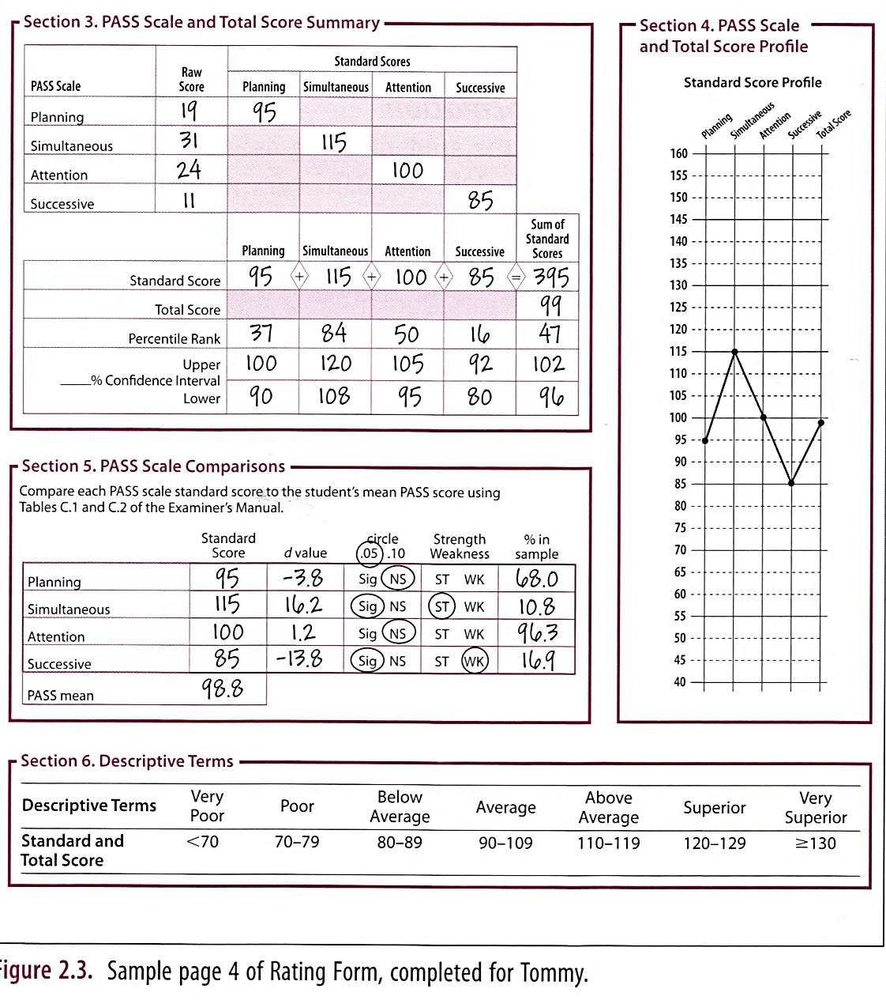 Section 3. PASS Scale and Total Score Summary
Standard Scores
PASS Scale Raw Score Planning Simultaneous Attention Successive
Planning 19 95
Simultaneous 31 115
Attention 24 100
Successive 11 85
Planning Simultaneous Attention Successive Sum of Standard Scores
Standard Score 95 + 115 + 100 + 85 = 395
Total Score 99
Percentile Rank 37 84 50 16 47
Upper 100 120 105 92 102
____% Confidence Interval
Lower 90 108 95 80 96
Section 4. PASS Scale
and Total Score Profile
Standard Score Profile
Planning Simultaneous Attention Successive Total Score
160
155
150
145
140
135
130
125
120
115
110
105
100
95
90
85
80
75
70
65
60
55
50
45
40
Section 5. PASS Scale Comparisons
Compare each PASS scale standard score to the student's mean PASS score using
Tables C.1 and C.2 of the Examiner's Manual.
Standard circle Strength % in
Score d value .05 .10 Weakness sample
Planning 95 -3.8 Sig NS ST WK 68.0
Simultaneous 115 16.2 Sig NS ST WK 10.8
Attention 100 1.2 Sig NS ST WK 96.3
Successive 85 -13.8 Sig NS ST WK 16.9
PASS mean 98.8
Section 6. Descriptive Terms
Descriptive Terms Very Poor Poor Below Average Average Above Average Superior Very Superior
Standard and Total Score <70 70–79 80–89 90–109 110–119 120–129 ≥130
Figure 2.3. Sample page 4 of Rating Form, completed for Tommy.